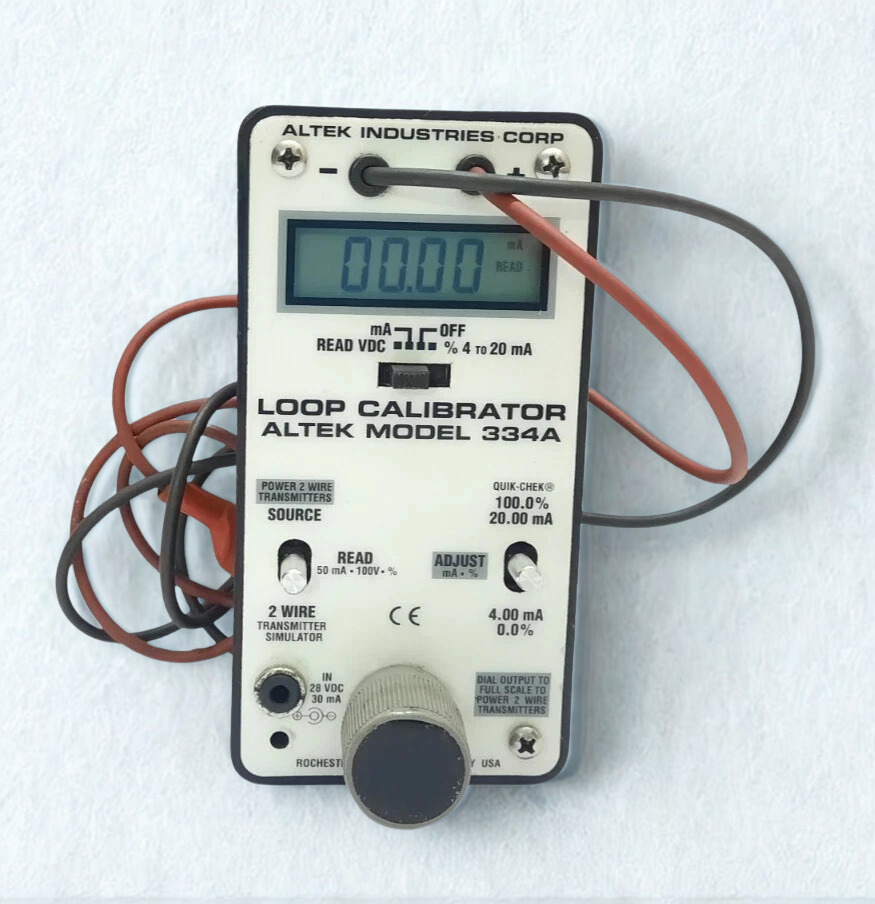 ALTEK INDUSTRIES CORP
- +
00.00 mA
READ
mA OFF
READ VDC % 4 TO 20 mA
LOOP CALIBRATOR
ALTEK MODEL 334A
POWER 2 WIRE
TRANSMITTERS
SOURCE
READ
50 mA • 100V • %
2 WIRE
TRANSMITTER
SIMULATOR
QUIK-CHEK®
100.0%
20.00 mA
ADJUST
mA • %
4.00 mA
0.0%
CE
IN
28 VDC
30 mA
DIAL OUTPUT TO
FULL SCALE TO
POWER 2 WIRE
TRANSMITTERS
USA